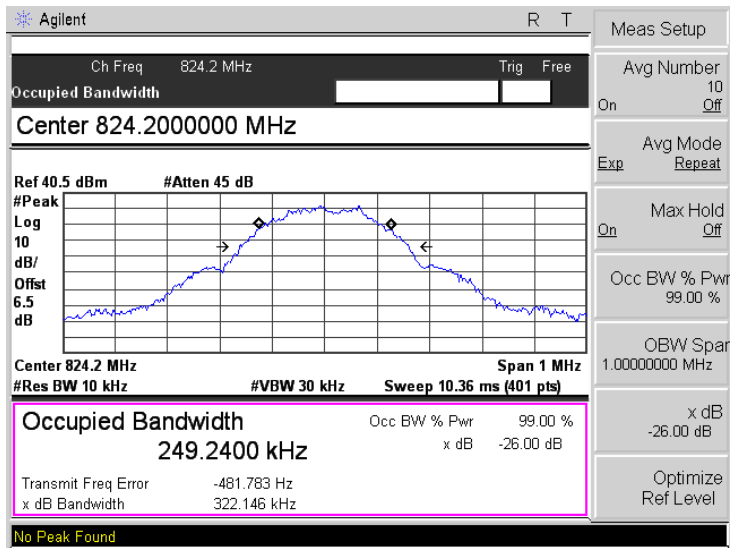 Agilent R T
Ch Freq 824.2 MHz Trig Free
Occupied Bandwidth
Center 824.2000000 MHz
Ref 40.5 dBm #Atten 45 dB
#Peak
Log
10
dB/
Offst
6.5
dB
Center 824.2 MHz Span 1 MHz
#Res BW 10 kHz #VBW 30 kHz Sweep 10.36 ms (401 pts)
Occupied Bandwidth Occ BW % Pwr 99.00 %
249.2400 kHz x dB -26.00 dB
Transmit Freq Error -481.783 Hz
x dB Bandwidth 322.146 kHz
No Peak Found
Meas Setup
Avg Number
10
On Off
Avg Mode
Exp Repeat
Max Hold
On Off
Occ BW % Pwr
99.00 %
OBW Span
1.00000000 MHz
x dB
-26.00 dB
Optimize
Ref Level